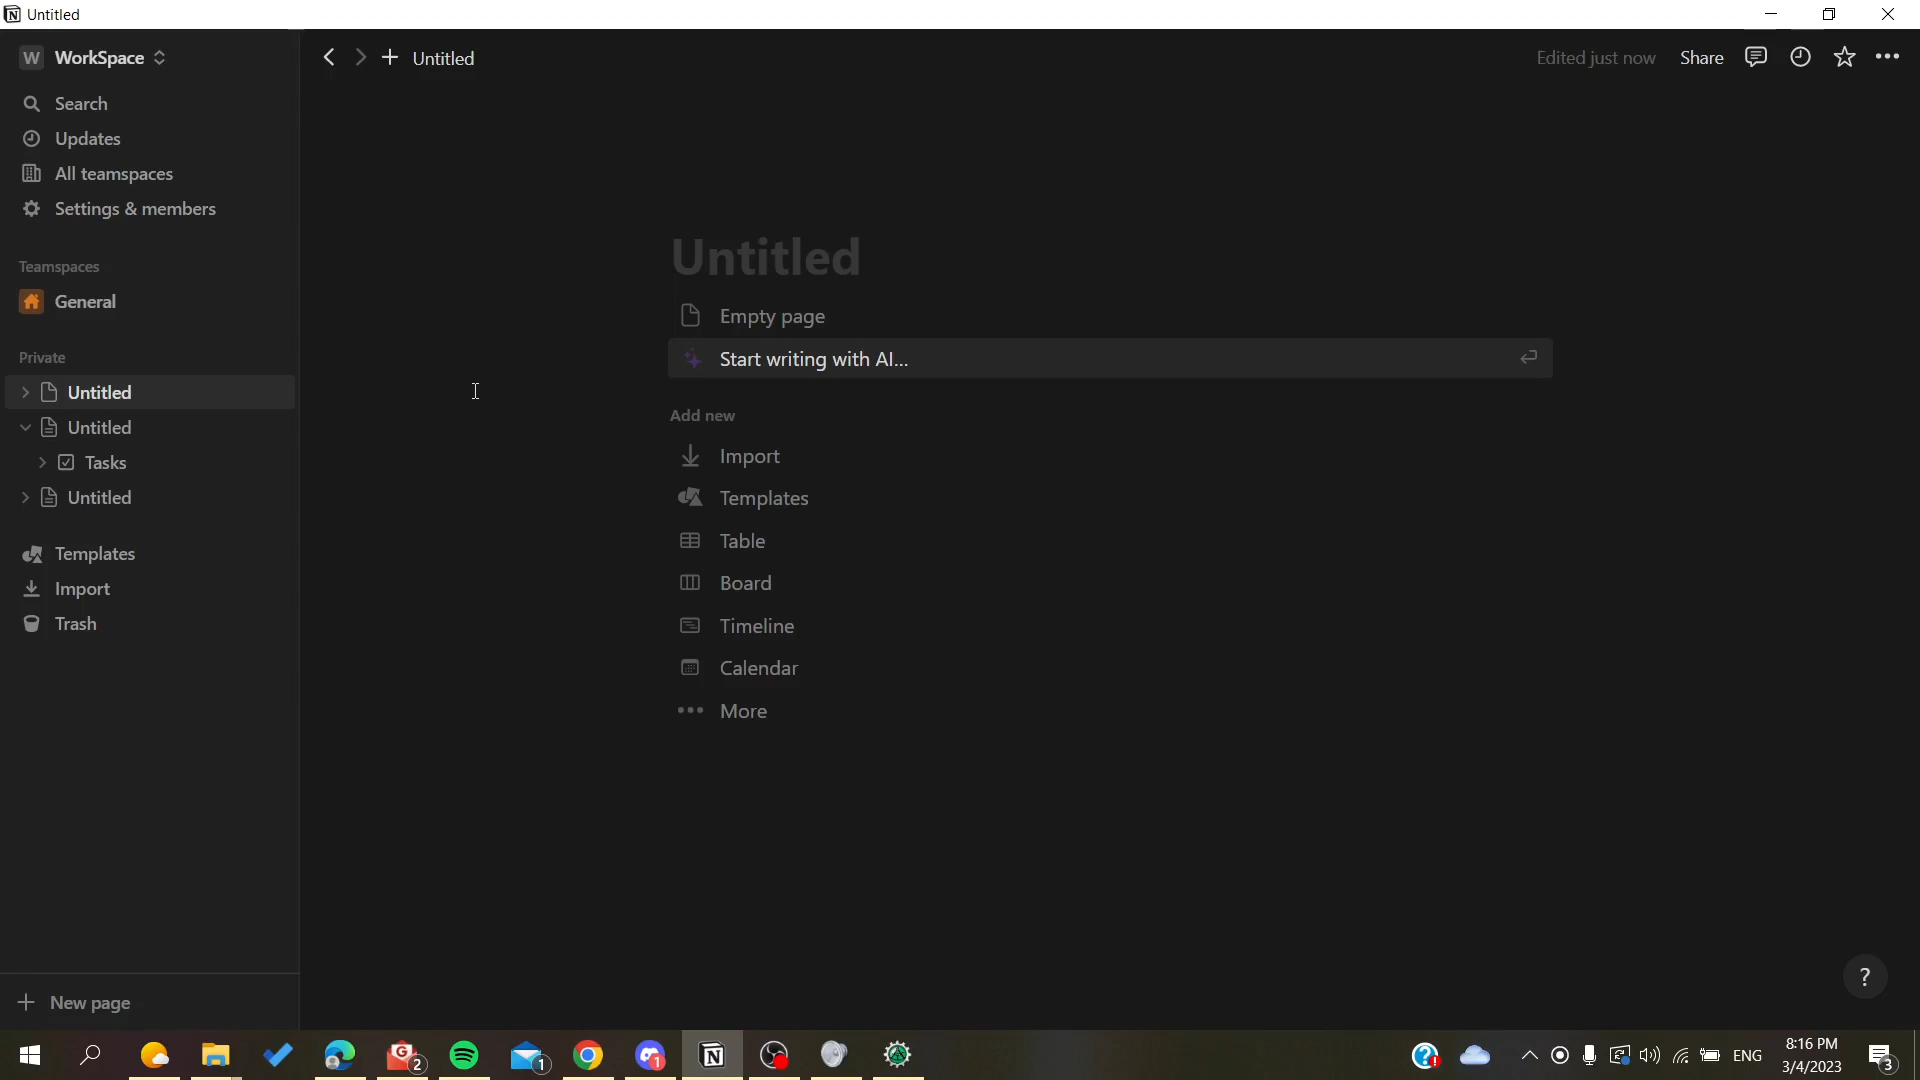 Untitled
W WorkSpace
Search
Updates
All teamspaces
Settings & members
Teamspaces
General
Private
Untitled
Untitled
Tasks
Untitled
Templates
Import
Trash
New page
Untitled
Edited just now
Share
Untitled
Empty page
Start writing with AI...
Add new
Import
Templates
Table
Board
Timeline
Calendar
More
?
2
1
1
ENG
8:16 PM
3/4/2023
3